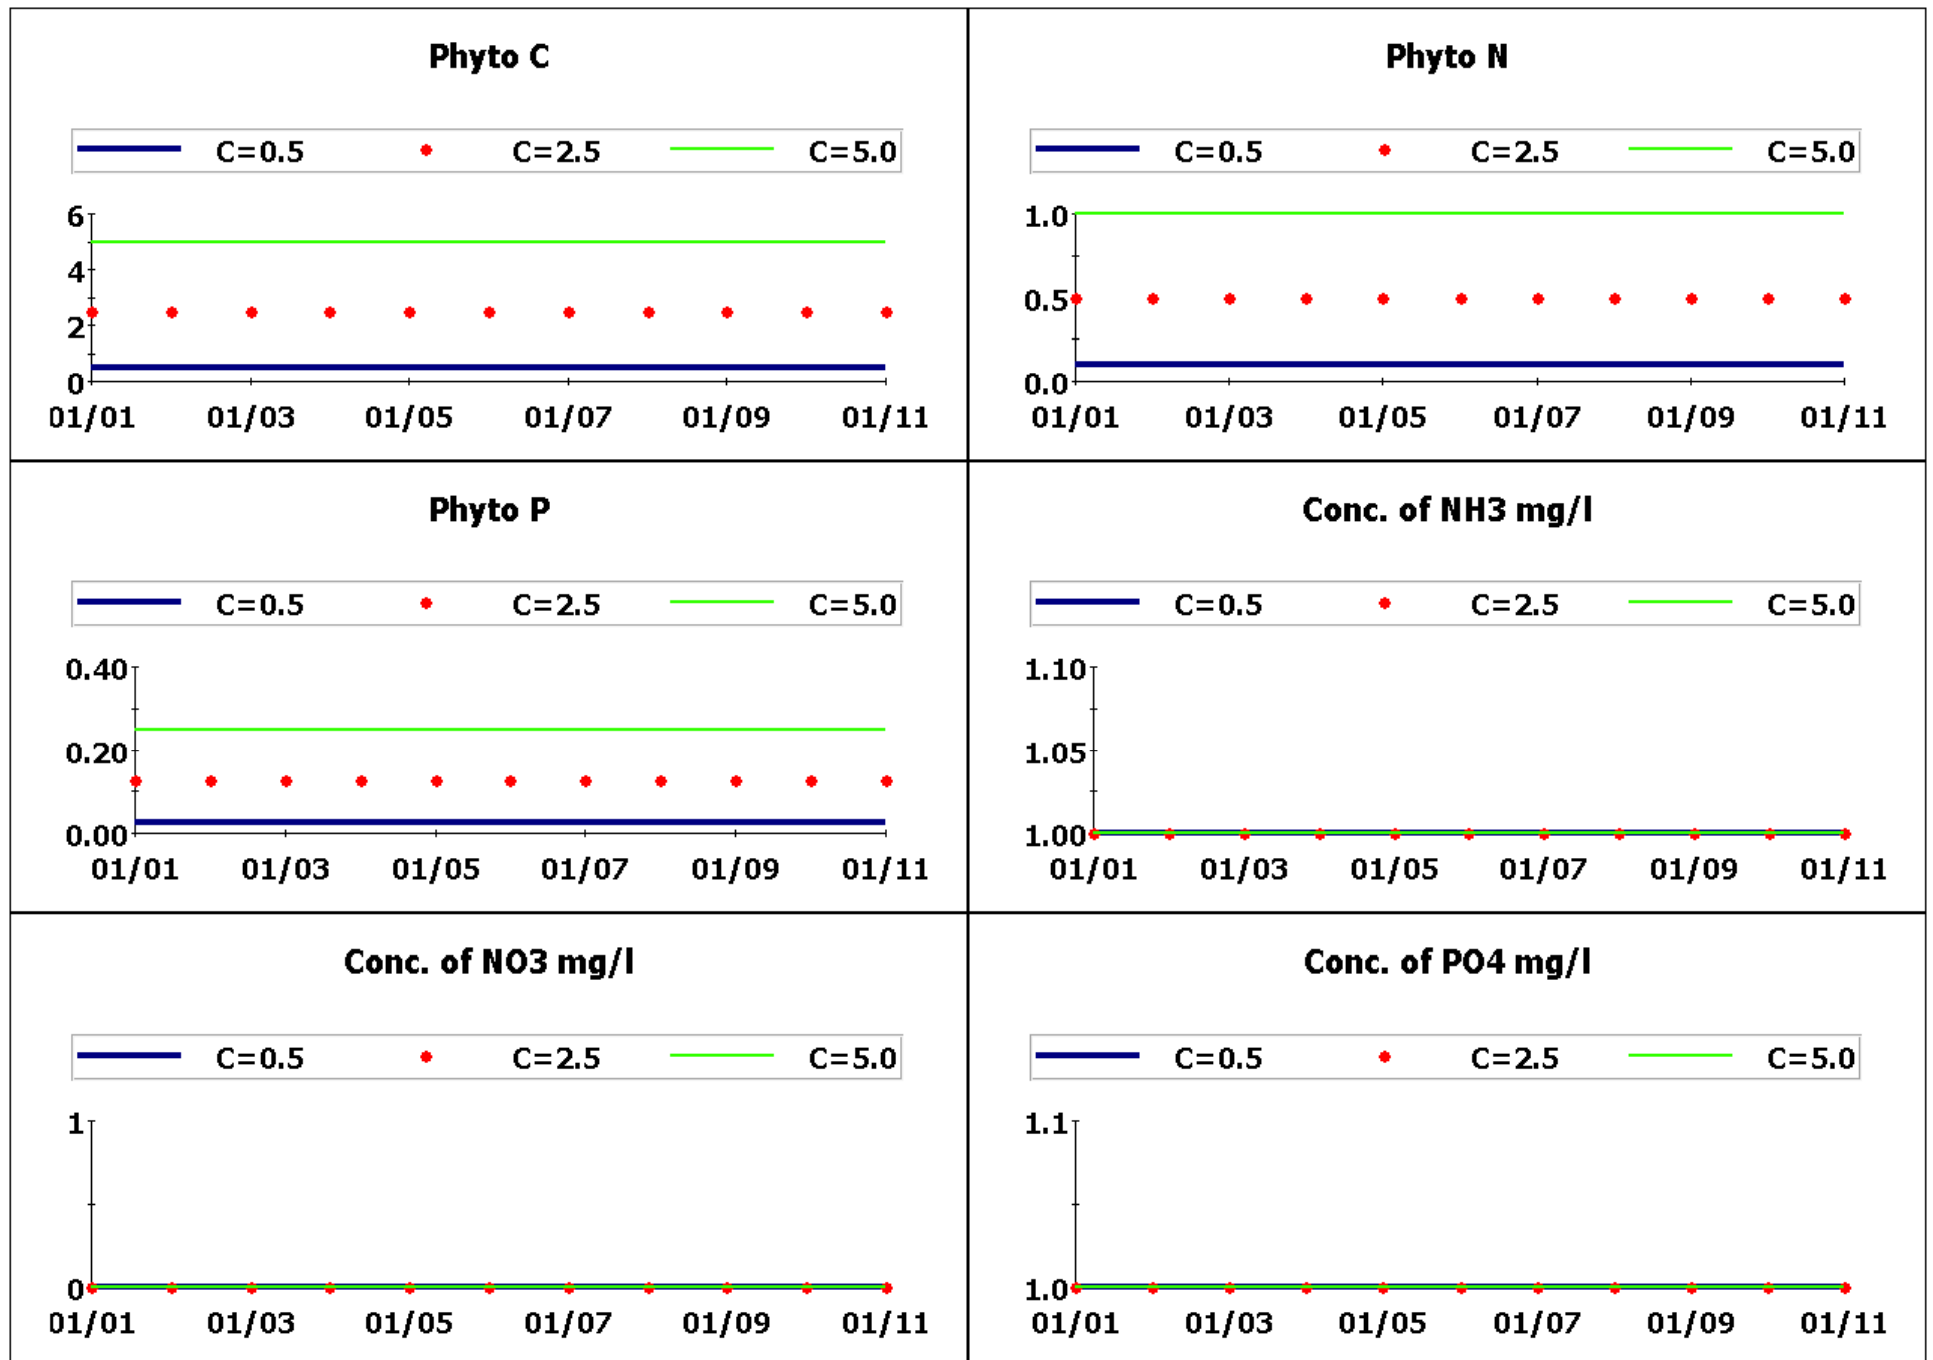 Phyto C
C=0.5 C=2.5 C=5.0
6
4
2
0
01/01 01/03 01/05 01/07 01/09 01/11
Phyto N
C=0.5 C=2.5 C=5.0
1.0
0.5
0.0
01/01 01/03 01/05 01/07 01/09 01/11
Phyto P
C=0.5 C=2.5 C=5.0
0.40
0.20
0.00
01/01 01/03 01/05 01/07 01/09 01/11
Conc. of NH3 mg/l
C=0.5 C=2.5 C=5.0
1.10
1.05
1.00
01/01 01/03 01/05 01/07 01/09 01/11
Conc. of NO3 mg/l
C=0.5 C=2.5 C=5.0
1
0
01/01 01/03 01/05 01/07 01/09 01/11
Conc. of PO4 mg/l
C=0.5 C=2.5 C=5.0
1.1
1.0
01/01 01/03 01/05 01/07 01/09 01/11